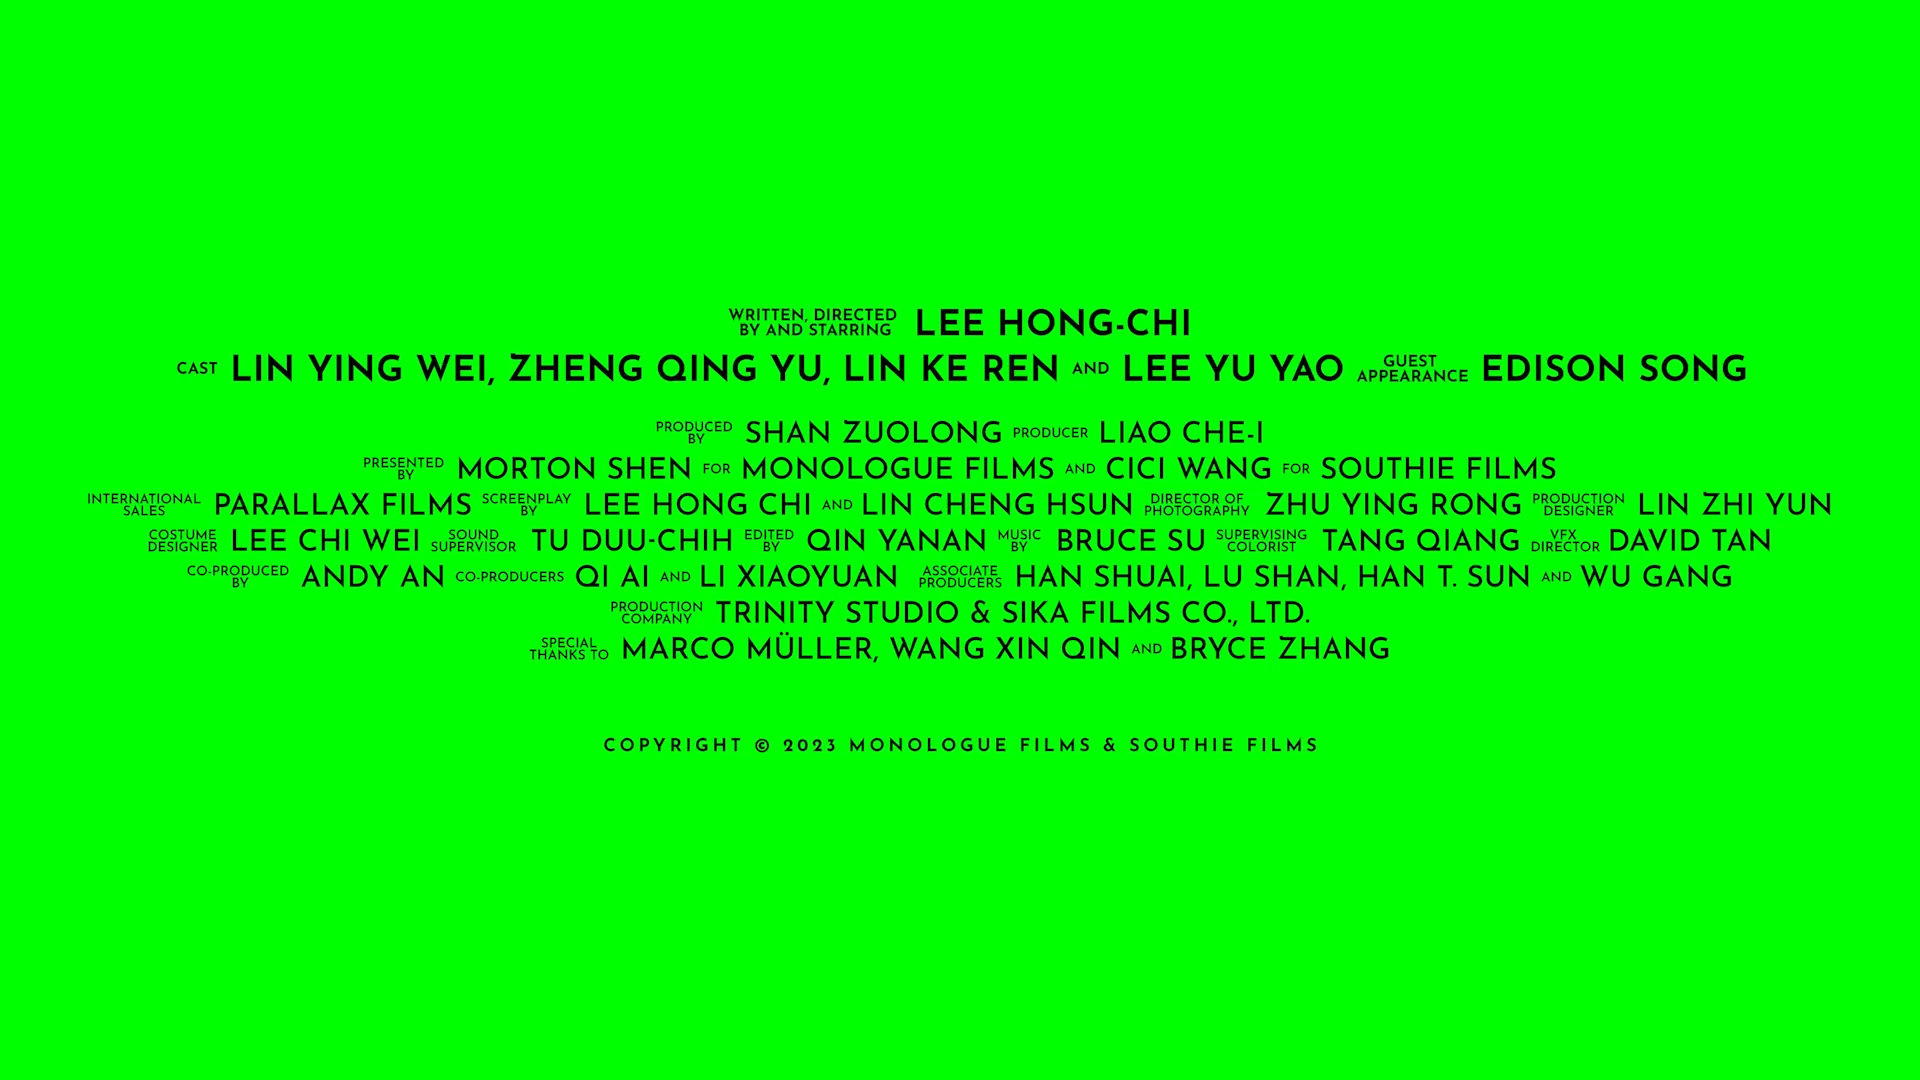 WRITTEN, DIRECTED BY AND STARRING LEE HONG-CHI
CAST LIN YING WEI, ZHENG QING YU, LIN KE REN AND LEE YU YAO GUEST APPEARANCE EDISON SONG
PRODUCED BY SHAN ZUOLONG PRODUCER LIAO CHE-I
PRESENTED BY MORTON SHEN FOR MONOLOGUE FILMS AND CICI WANG FOR SOUTHIE FILMS
INTERNATIONAL SALES PARALLAX FILMS SCREENPLAY BY LEE HONG CHI AND LIN CHENG HSUN DIRECTOR OF PHOTOGRAPHY ZHU YING RONG PRODUCTION DESIGNER LIN ZHI YUN
COSTUME DESIGNER LEE CHI WEI SOUND SUPERVISOR TU DUU-CHIH EDITED BY QIN YANAN MUSIC BY BRUCE SU SUPERVISING COLORIST TANG QIANG VFX DIRECTOR DAVID TAN
CO-PRODUCED BY ANDY AN CO-PRODUCERS QI AI AND LI XIAOYUAN ASSOCIATE PRODUCERS HAN SHUAI, LU SHAN, HAN T. SUN AND WU GANG
PRODUCTION COMPANY TRINITY STUDIO & SIKA FILMS CO., LTD.
SPECIAL THANKS TO MARCO MÜLLER, WANG XIN QIN AND BRYCE ZHANG
COPYRIGHT © 2023 MONOLOGUE FILMS & SOUTHIE FILMS